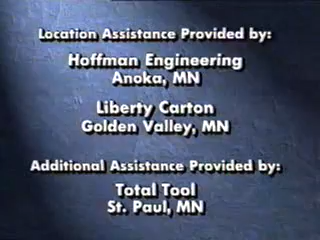 Location Assistance Provided by:
Hoffman Engineering
Anoka, MN
Liberty Carton
Golden Valley, MN
Additional Assistance Provided by:
Total Tool
St. Paul, MN